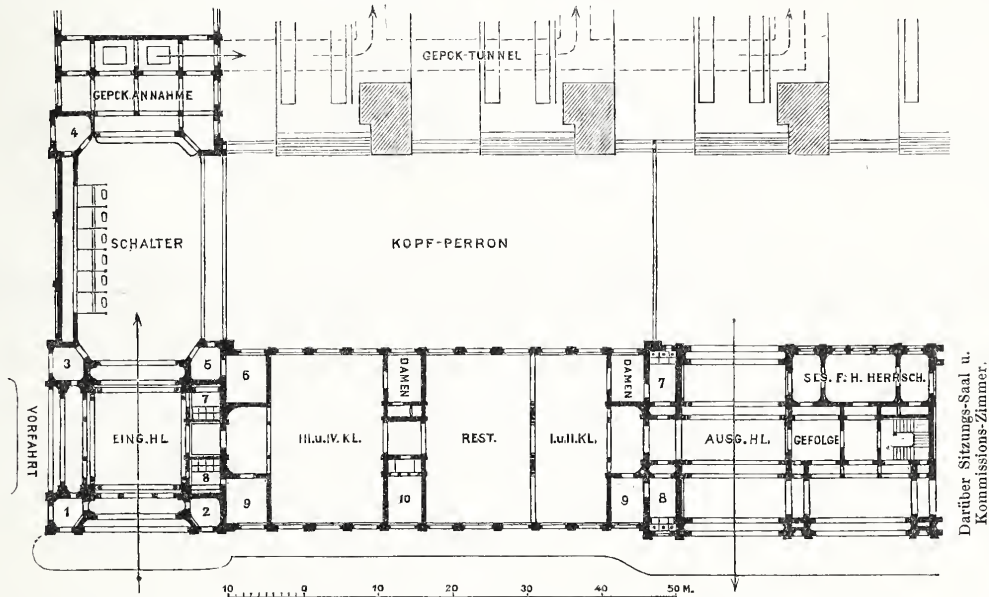 GEPCK-TUNNEL
GEPCKANNAHME
4
SCHALTER
KOPF-PERRON
3
5
6
DAMEN
DAMEN
7
SES. F. H. HERRSCH.
7
VORFAHRT
EING. HL
III.u.IV. KL.
REST.
I.u.II. KL.
AUSG. HL.
GEFOLGE
8
1
2
9
10
9
8
Darüber Sitzungs-Saal u.
Kommissions-Zimmer.
10 0 10 20 30 40 50 M.